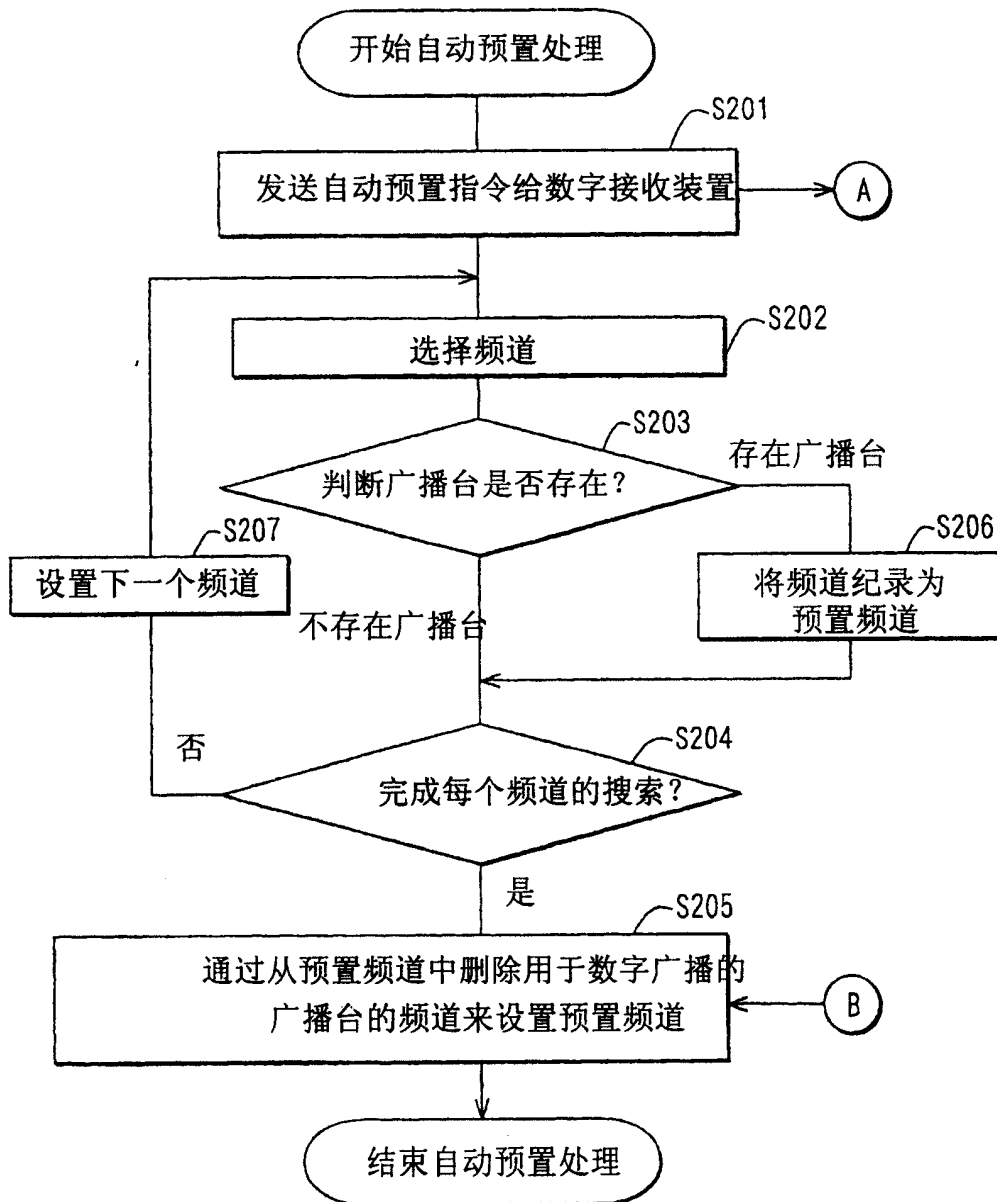 开始自动预置处理
S201
发送自动预置指令给数字接收装置
A
S202
选择频道
S203
判断广播台是否存在?
存在广播台
S207
设置下一个频道
S206
将频道纪录为
预置频道
不存在广播台
S204
否
完成每个频道的搜索?
是
S205
通过从预置频道中删除用于数字广播的
广播台的频道来设置预置频道
B
结束自动预置处理